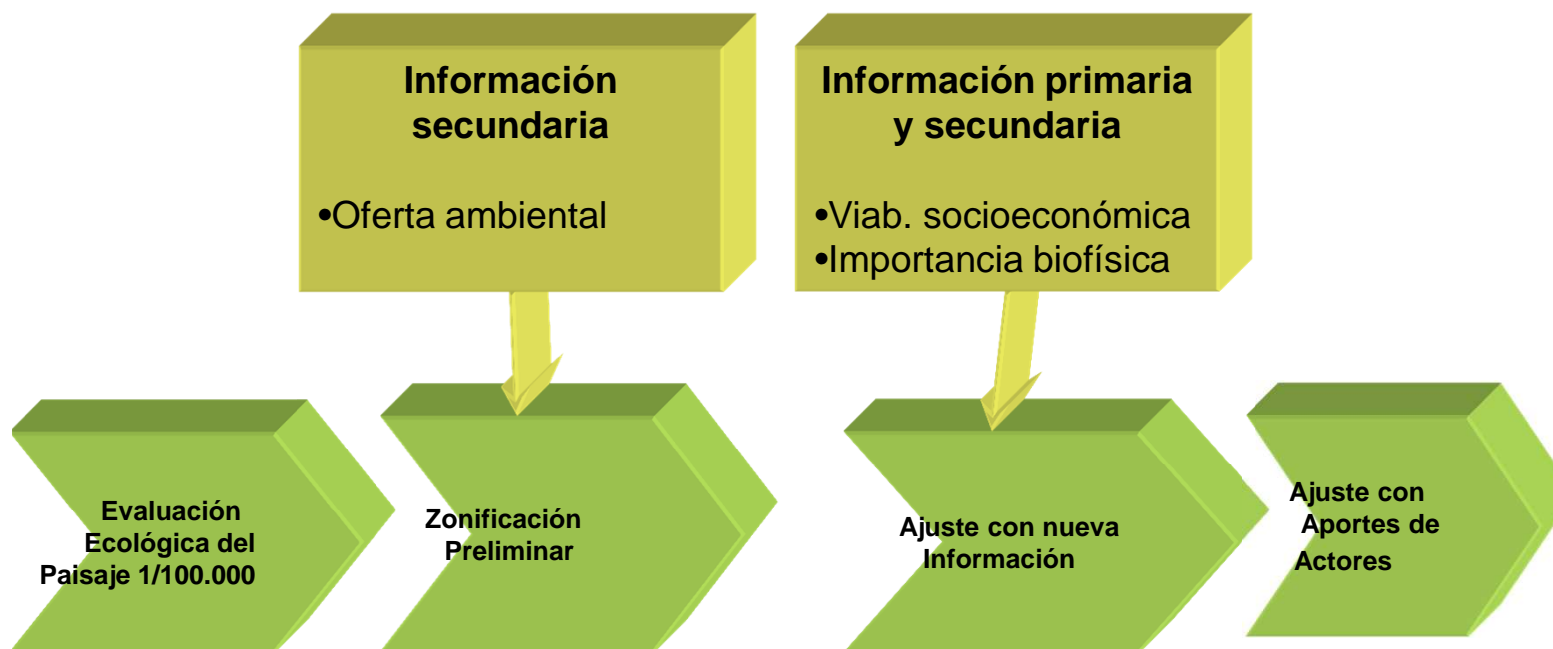 Información
secundaria
•Oferta ambiental
Información primaria
y secundaria
•Viab. socioeconómica
•Importancia biofísica
Evaluación
Ecológica del
Paisaje 1/100.000
Zonificación
Preliminar
Ajuste con nueva
Información
Ajuste con
Aportes de
Actores